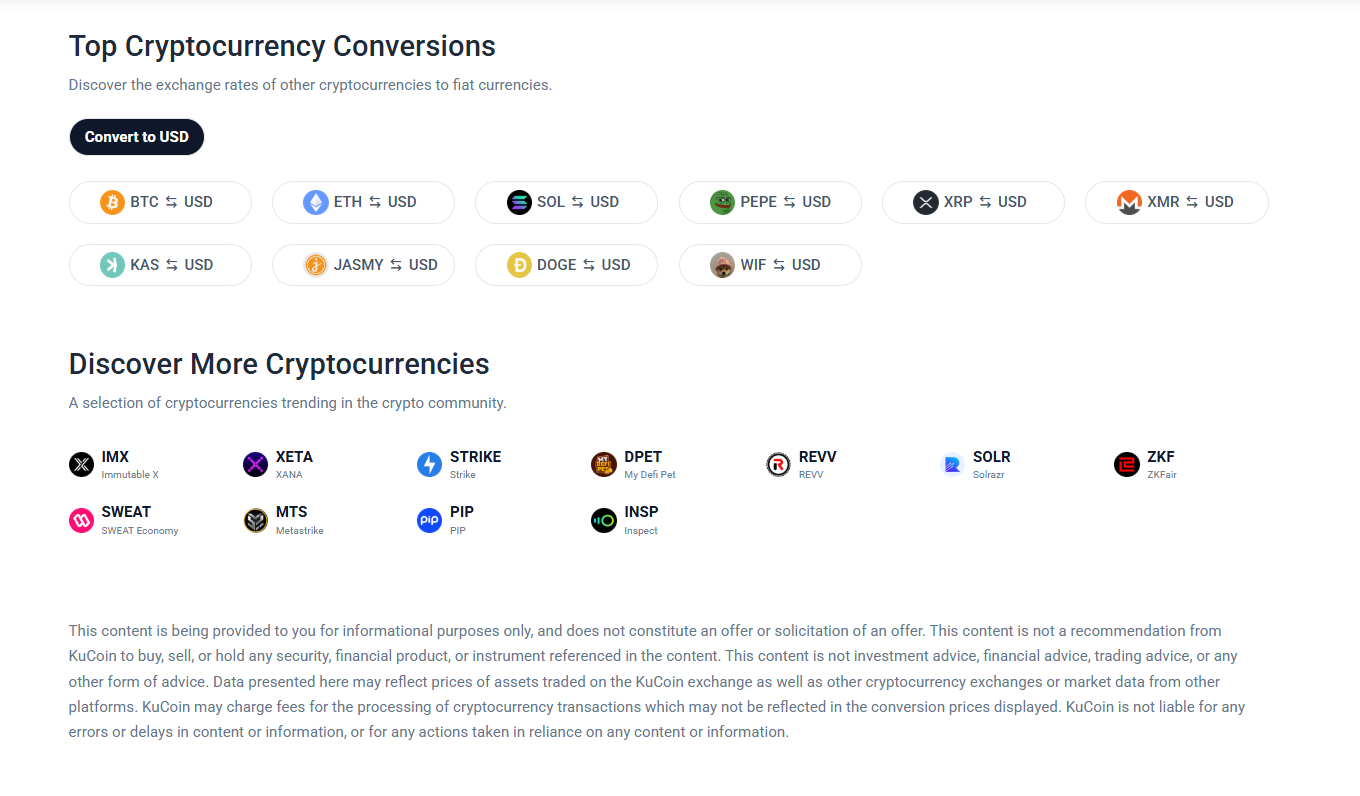 Top Cryptocurrency Conversions
Discover the exchange rates of other cryptocurrencies to fiat currencies.
Convert to USD
BTC ⇆ USD
ETH ⇆ USD
SOL ⇆ USD
PEPE ⇆ USD
XRP ⇆ USD
XMR ⇆ USD
KAS ⇆ USD
JASMY ⇆ USD
DOGE ⇆ USD
WIF ⇆ USD
Discover More Cryptocurrencies
A selection of cryptocurrencies trending in the crypto community.
IMX
Immutable X
XETA
XANA
STRIKE
Strike
MY
DEFI
PET
DPET
My Defi Pet
REVV
REVV
SOLR
Solrazr
ZKF
ZKFair
SWEAT
SWEAT Economy
MTS
Metastrike
PIP
PIP
PIP
INSP
Inspect
This content is being provided to you for informational purposes only, and does not constitute an offer or solicitation of an offer. This content is not a recommendation from
KuCoin to buy, sell, or hold any security, financial product, or instrument referenced in the content. This content is not investment advice, financial advice, trading advice, or any
other form of advice. Data presented here may reflect prices of assets traded on the KuCoin exchange as well as other cryptocurrency exchanges or market data from other
platforms. KuCoin may charge fees for the processing of cryptocurrency transactions which may not be reflected in the conversion prices displayed. KuCoin is not liable for any
errors or delays in content or information, or for any actions taken in reliance on any content or information.